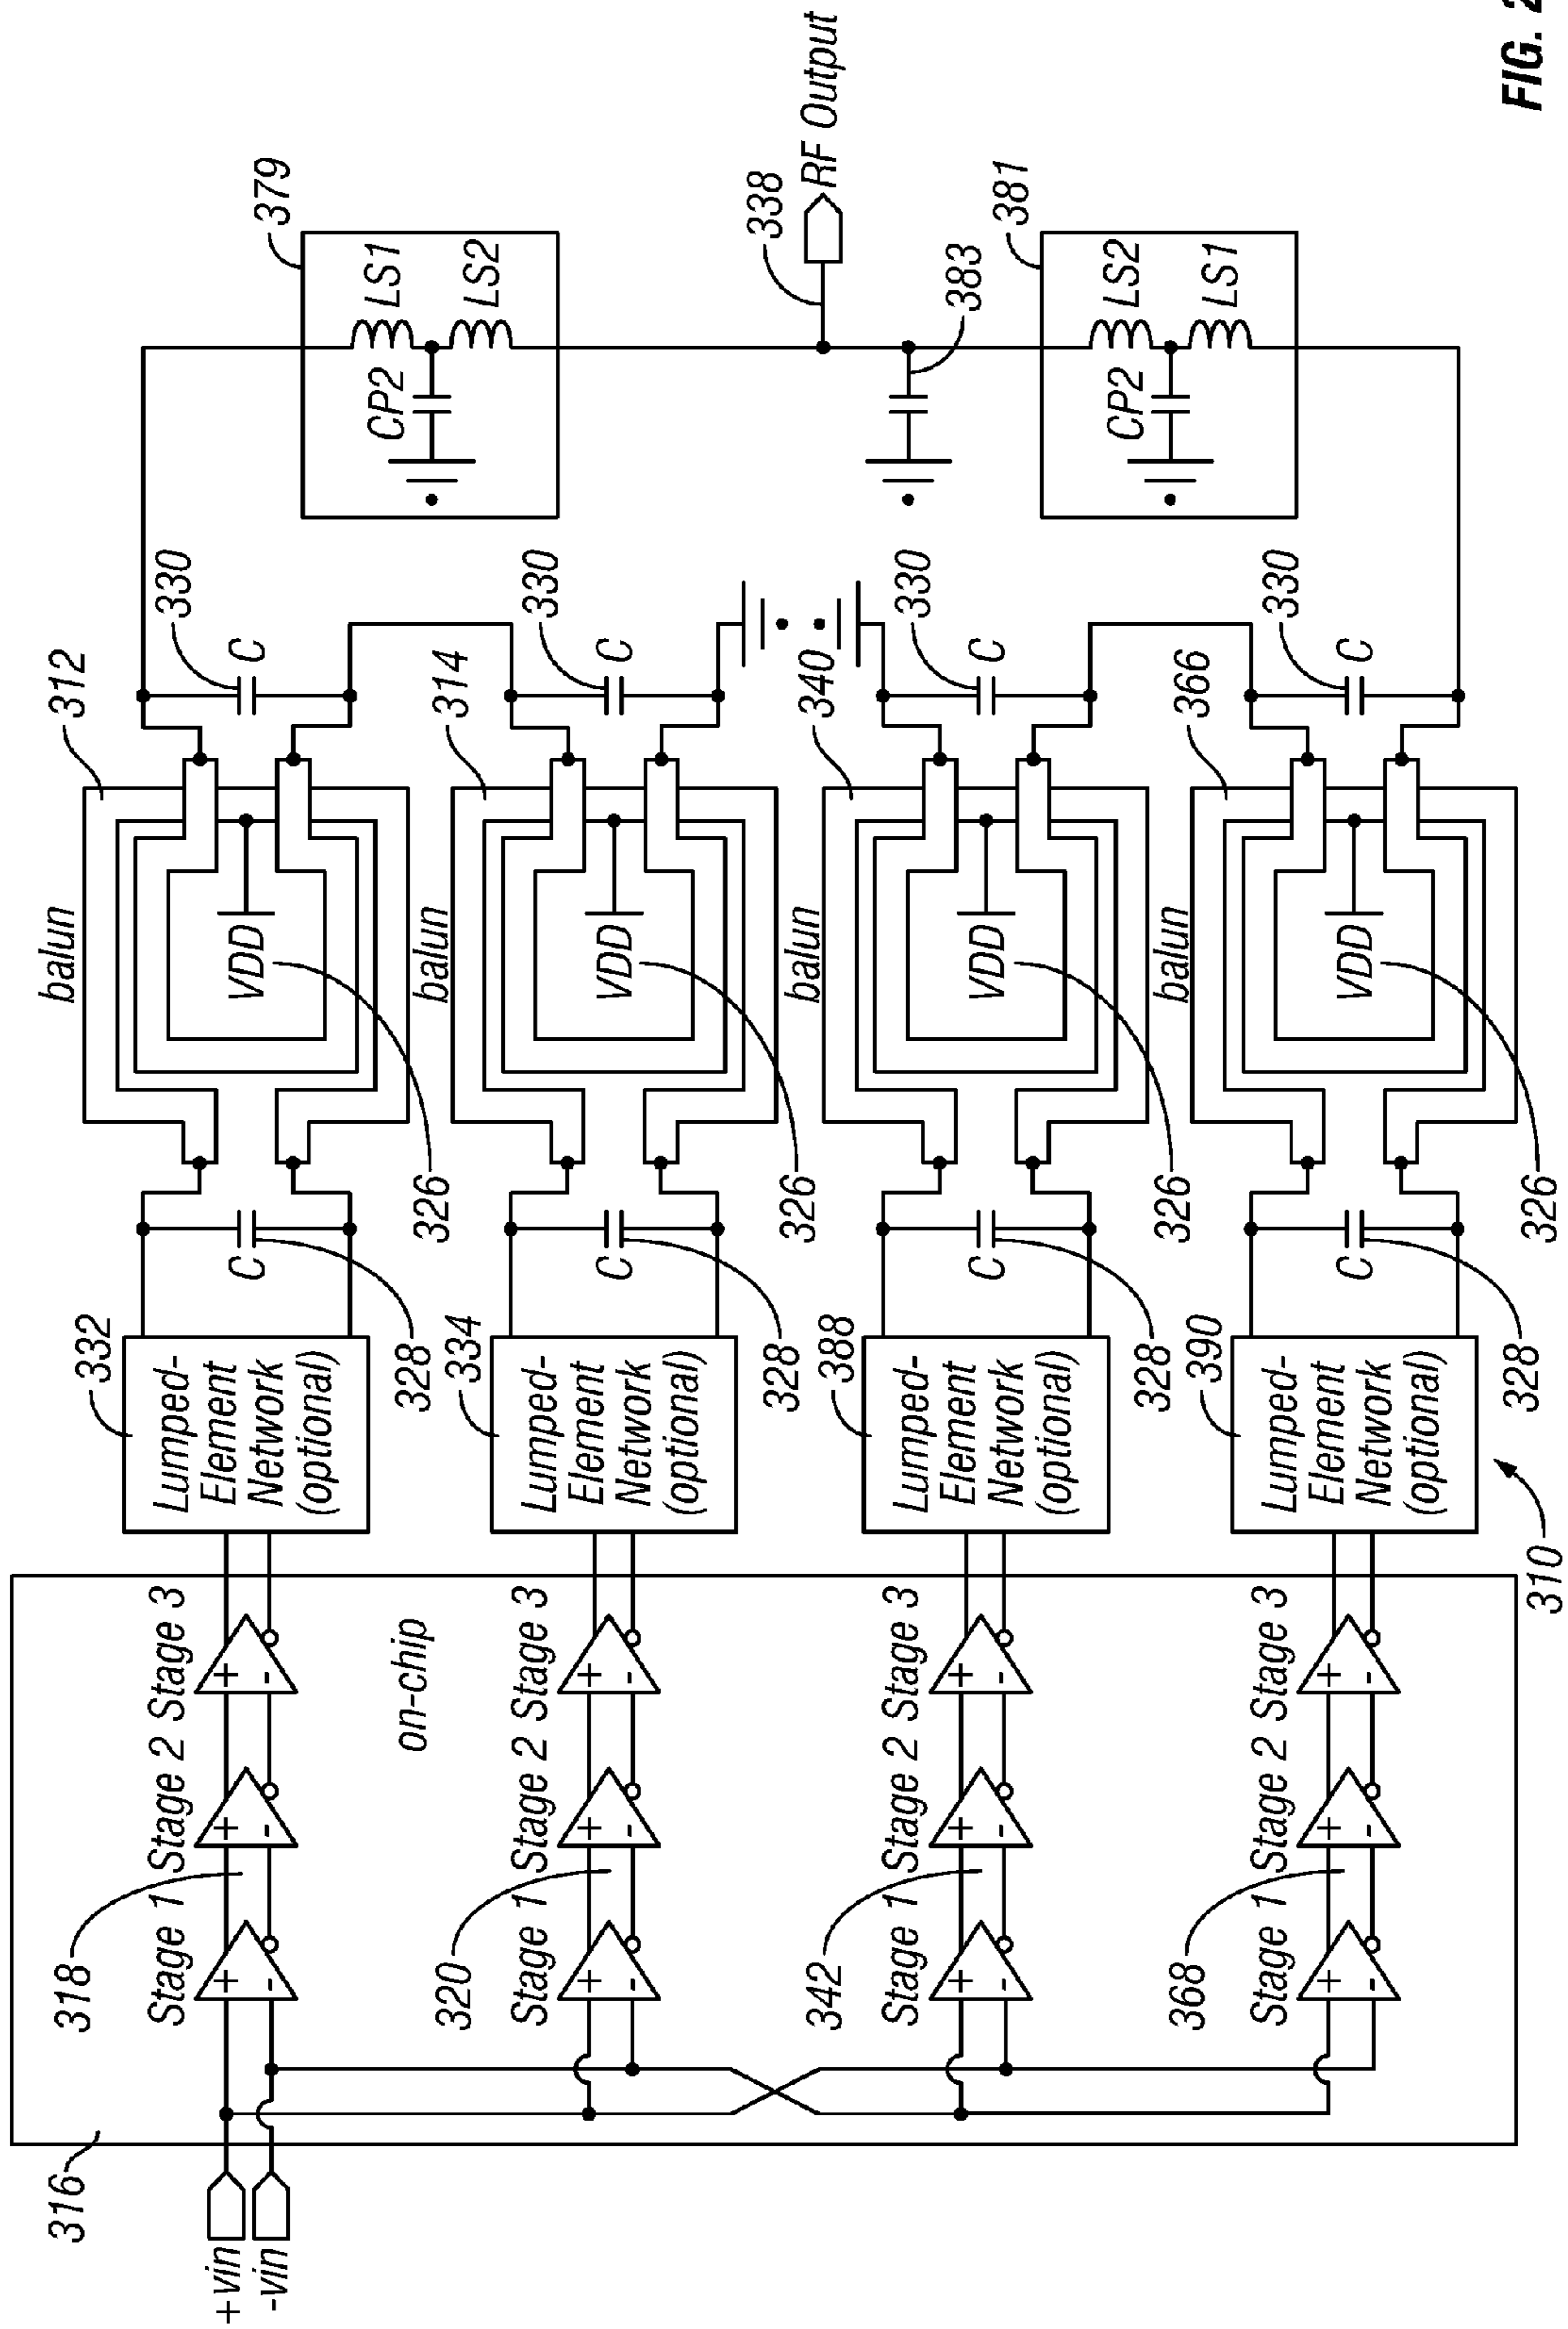 316
+vin
-vin
318
Stage 1
Stage 2
Stage 3
332
Lumped-
Element
Network
(optional)
C
328
balun
312
VDD
326
330
C
379
LS1
LS2
CP2
on-chip
320
Stage 1
Stage 2
Stage 3
334
Lumped-
Element
Network
(optional)
C
328
balun
314
VDD
326
330
C
338
RF Output
383
342
Stage 1
Stage 2
Stage 3
388
Lumped-
Element
Network
(optional)
C
328
balun
340
VDD
326
330
C
381
LS2
LS1
CP2
368
Stage 1
Stage 2
Stage 3
390
Lumped-
Element
Network
(optional)
C
328
balun
366
VDD
326
330
C
310
FIG. 2